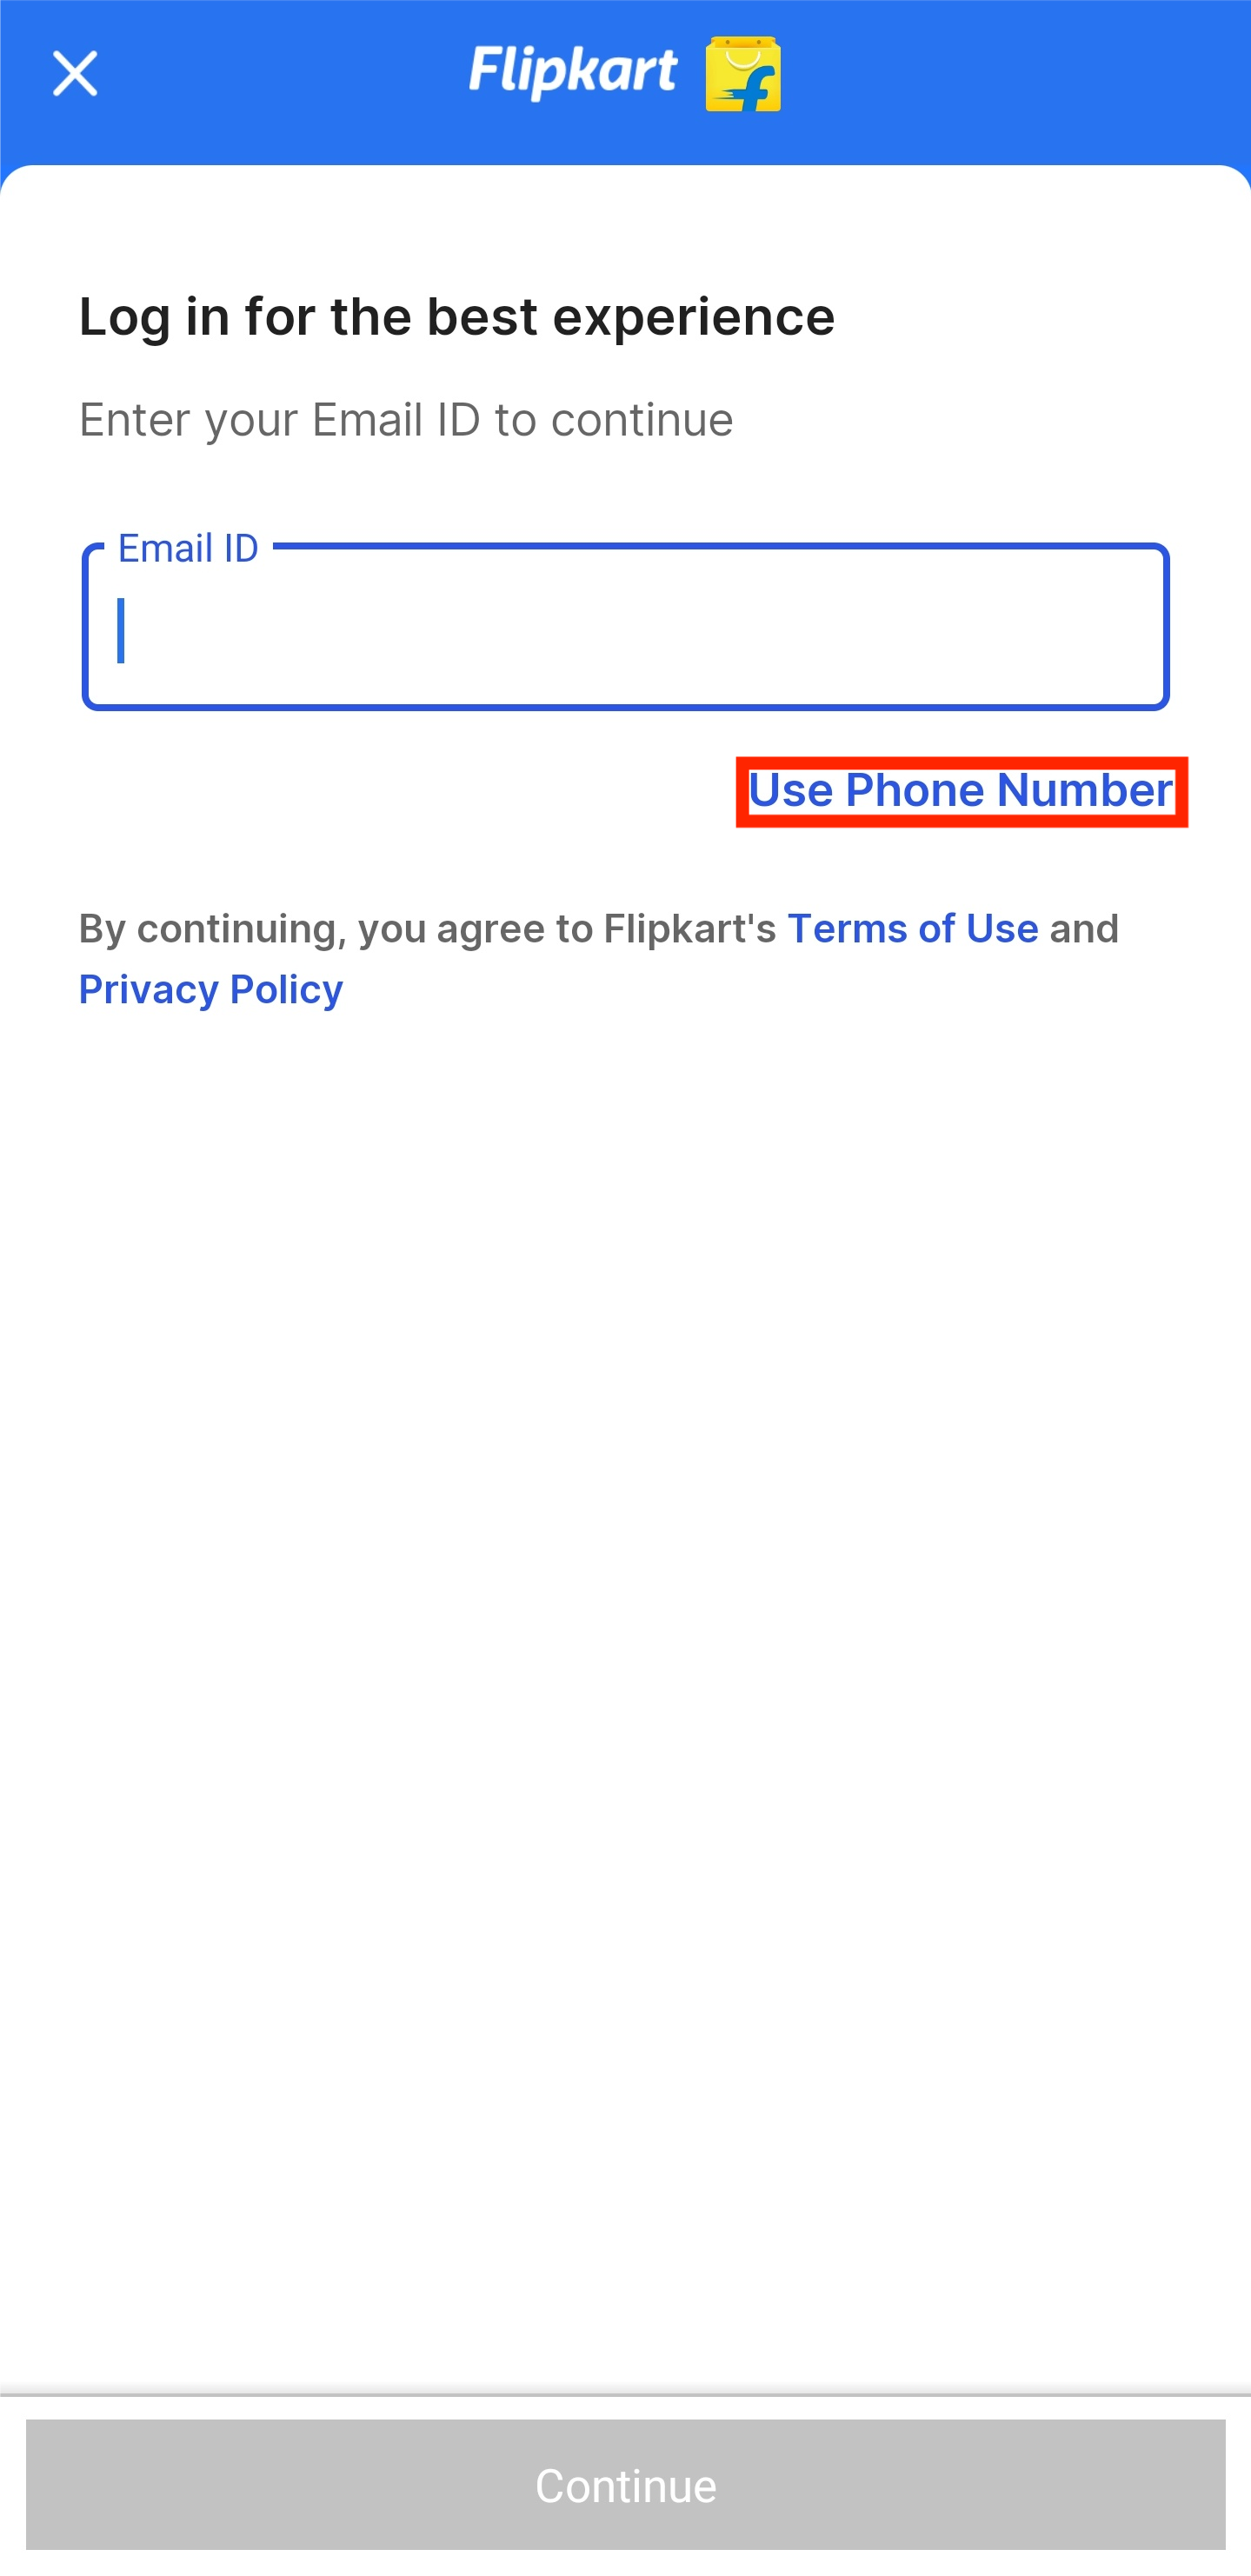 Flipkart
Log in for the best experience
Enter your Email ID to continue
Email ID
Use Phone Number
By continuing, you agree to Flipkart's Terms of Use and
Privacy Policy
Continue